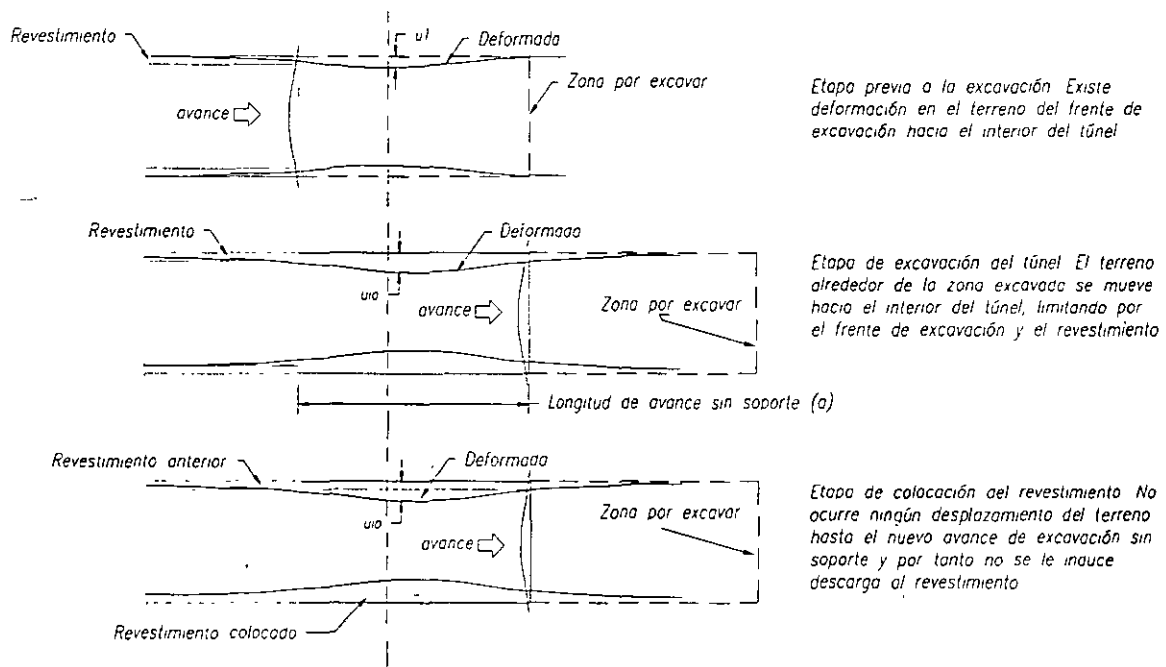 Revestimiento
u1
Deformada
Zona por excavar
avance
Etapa previa a la excavación Existe
deformación en el terreno del frente de
excavación hacia el interior del túnel
Revestimiento
Deformada
u1a
avance
Zona por excavar
Etapa de excavación del túnel El terreno
alrededor de la zona excavada se mueve
hacia el interior del túnel, limitando por
el frente de excavación y el revestimiento
Longitud de avance sin soporte (a)
Revestimiento anterior
Deformada
u1a
avance
Zona por excavar
Etapa de colocación del revestimiento No
ocurre ningún desplazamiento del terreno
hasta el nuevo avance de excavación sin
soporte y por tanto no se le induce
descarga al revestimiento
Revestimiento colocado